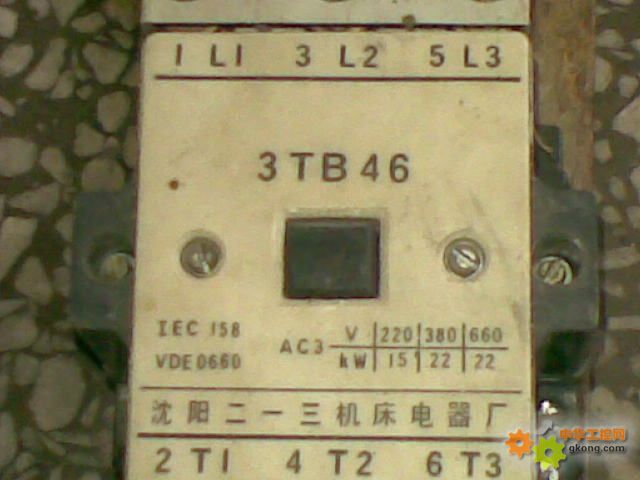 1 L1 3 L2 5 L3
3TB46
IEC 158
VDE0660
AC3 V 220 380 660
kW 15 22 22
沈阳二一三机床电器厂
2 T1 4 T2 6 T3
中华工控网
gkong.com